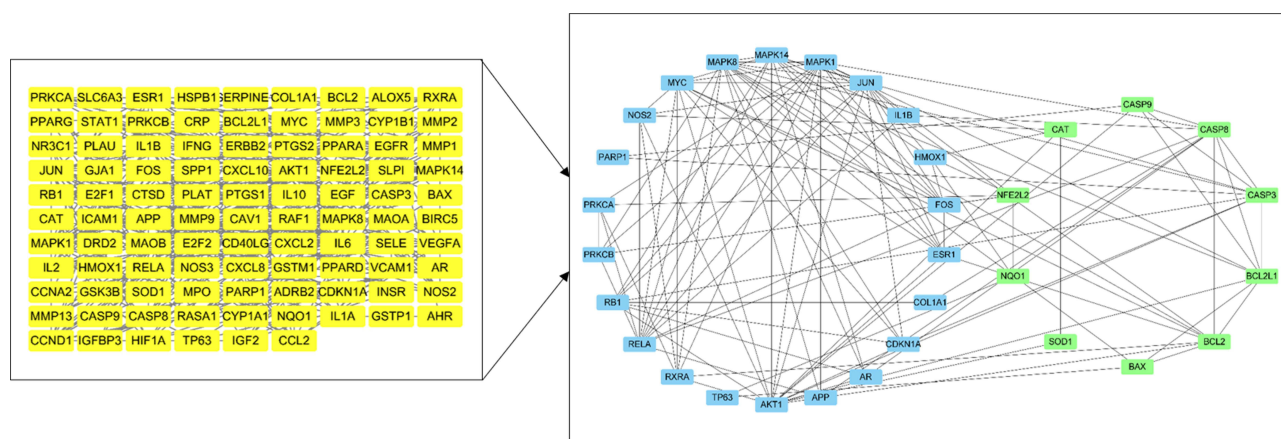 PRKCA SLC6A3 ESR1 HSPB1 ERPINE COL1A1 BCL2 ALOX5 RXRA
PPARG STAT1 PRKCB CRP BCL2L1 MYC MMP3 CYP1B1 MMP2
NR3C1 PLAU IL1B IFNG ERBB2 PTGS2 PPARA EGFR MMP1
JUN GJA1 FOS SPP1 CXCL10 AKT1 NFE2L2 SLPI MAPK14
RB1 E2F1 CTSD PLAT PTGS1 IL10 EGF CASP3 BAX
CAT ICAM1 APP MMP9 CAV1 RAF1 MAPK8 MAOA BIRC5
MAPK1 DRD2 MAOB E2F2 CD40LG CXCL2 IL6 SELE VEGFA
IL2 HMOX1 RELA NOS3 CXCL8 GSTM1 PPARD VCAM1 AR
CCNA2 GSK3B SOD1 MPO PARP1 ADRB2 CDKN1A INSR NOS2
MMP13 CASP9 CASP8 RASA1 CYP1A1 NQO1 IL1A GSTP1 AHR
CCND1 IGFBP3 HIF1A TP63 IGF2 CCL2
MAPK14
MAPK8 MAPK1
MYC JUN
CASP9
NOS2 IL1B
CAT CASP8
PARP1 HMOX1
NFE2L2 CASP3
PRKCA FOS
PRKCB ESR1
NQO1 BCL2L1
RB1 COL1A1
RELA CDKN1A SOD1 BCL2
BAX
RXRA AR
TP63 APP
AKT1